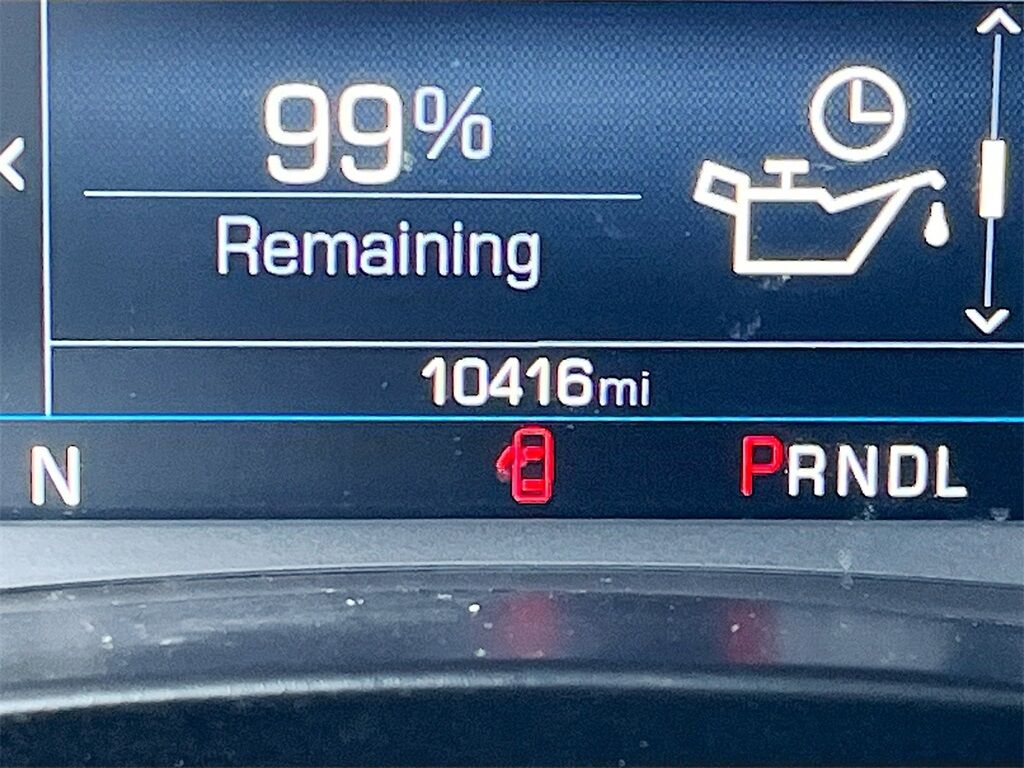 99%
Remaining
10416mi
N
PRNDL